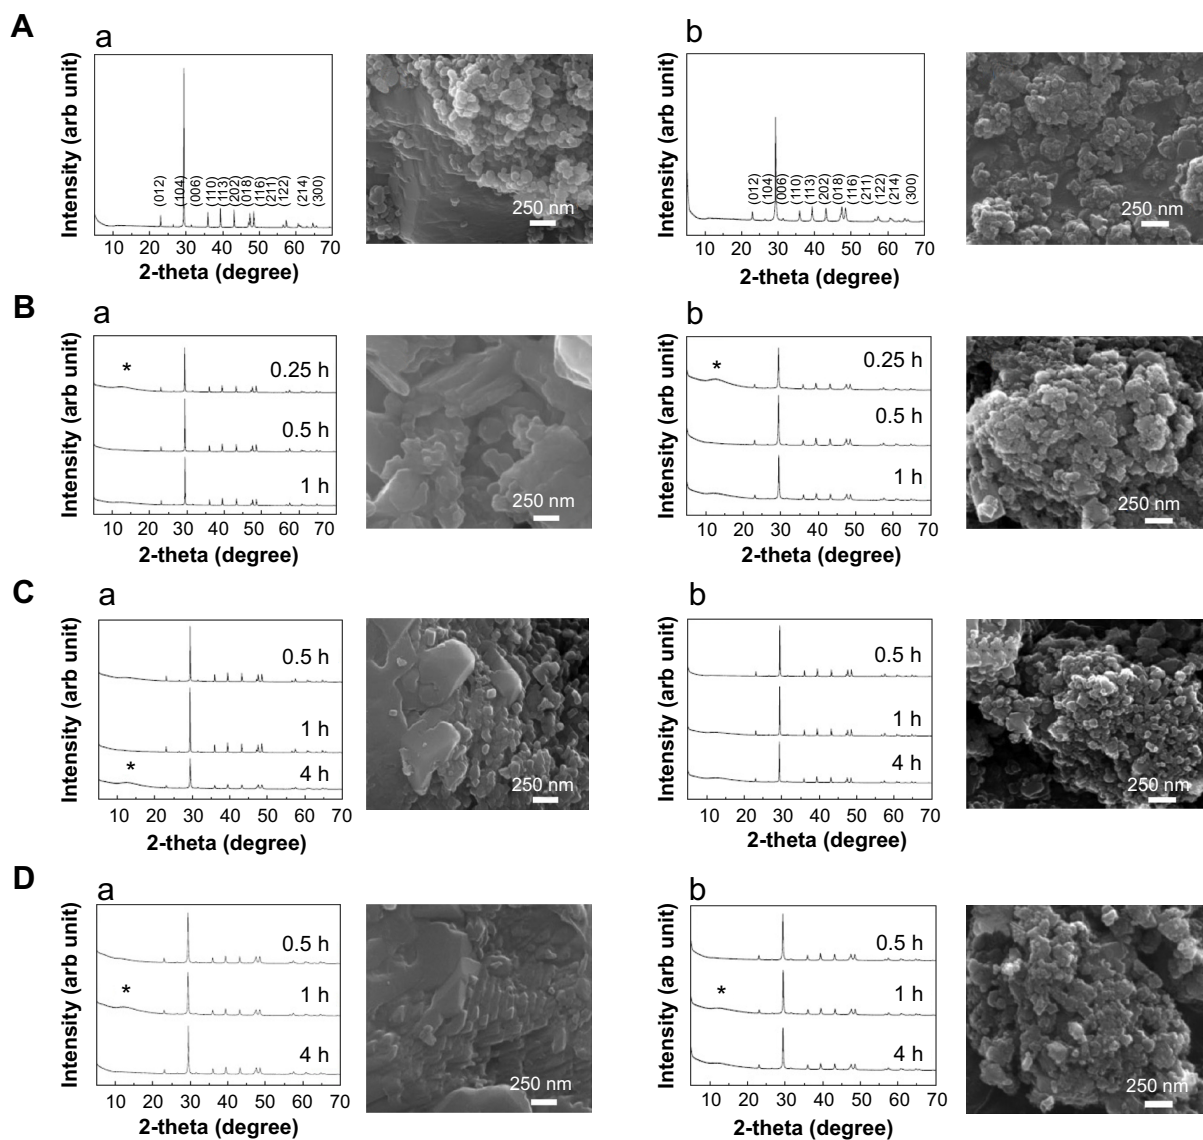 A
a
b
Intensity (arb unit)
(012)
(104)
(006)
(110)
(113)
(202)
(018)
(116)
(211)
(122)
(214)
(300)
10 20 30 40 50 60 70
2-theta (degree)
250 nm
Intensity (arb unit)
(012)
(104)
(006)
(110)
(113)
(202)
(018)
(116)
(211)
(122)
(214)
(300)
10 20 30 40 50 60 70
2-theta (degree)
250 nm
B
a
b
Intensity (arb unit)
*
0.25 h
0.5 h
1 h
10 20 30 40 50 60 70
2-theta (degree)
250 nm
Intensity (arb unit)
*
0.25 h
0.5 h
1 h
10 20 30 40 50 60 70
2-theta (degree)
250 nm
C
a
b
Intensity (arb unit)
0.5 h
1 h
*
4 h
10 20 30 40 50 60 70
2-theta (degree)
250 nm
Intensity (arb unit)
0.5 h
1 h
4 h
10 20 30 40 50 60 70
2-theta (degree)
250 nm
D
a
b
Intensity (arb unit)
0.5 h
*
1 h
4 h
10 20 30 40 50 60 70
2-theta (degree)
250 nm
Intensity (arb unit)
0.5 h
*
1 h
4 h
10 20 30 40 50 60 70
2-theta (degree)
250 nm